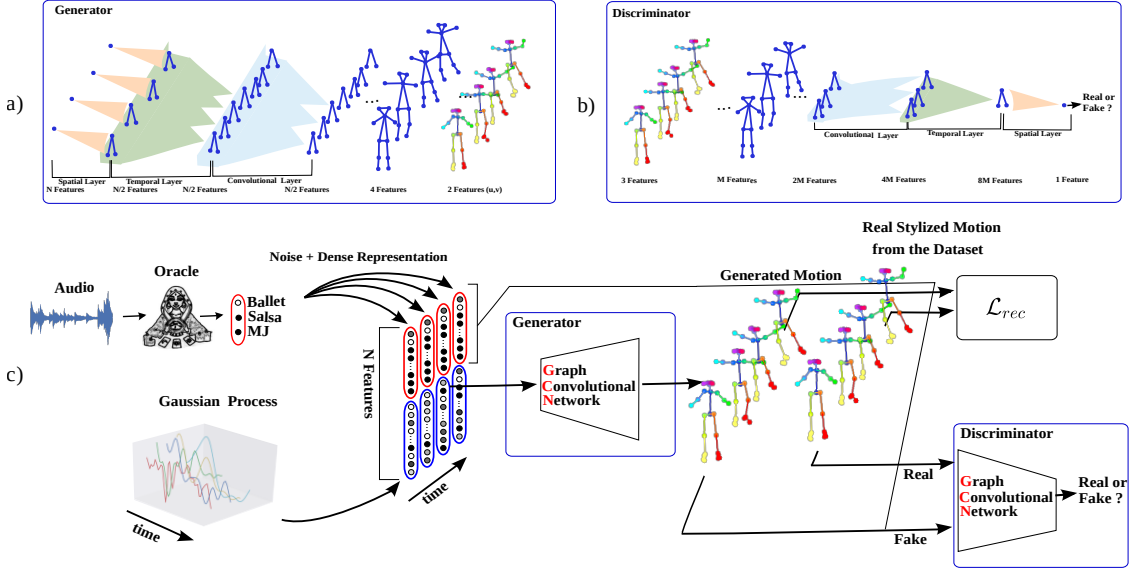 Generator
a)
...
...
Spatial Layer
Temporal Layer
Convolutional Layer
N Features
N/2 Features
N/2 Features
N/2 Features
4 Features
2 Features (u,v)
Discriminator
b)
...
...
Real or
Fake ?
Convolutional Layer
Temporal Layer
Spatial Layer
3 Features
M Features
2M Features
4M Features
8M Features
1 Feature
c)
Audio
Oracle
Ballet
Salsa
MJ
Noise + Dense Representation
N Features
Gaussian Process
time
time
Generator
Graph
Convolutional
Network
Generated Motion
Real Stylized Motion
from the Dataset
ℒrec
Real
Fake
Discriminator
Graph
Convolutional
Network
Real or
Fake ?